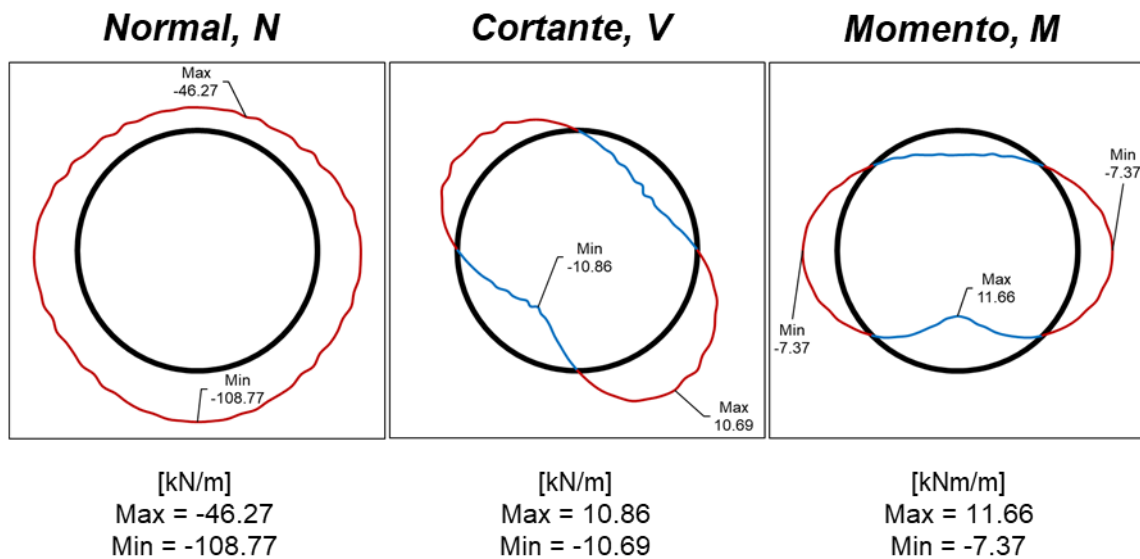 Normal, N
Cortante, V
Momento, M
Max
-46.27
Min
-108.77
Min
-10.86
Max
10.69
Min
-7.37
Max
11.66
Min
-7.37
[kN/m]
Max = -46.27
Min = -108.77
[kN/m]
Max = 10.86
Min = -10.69
[kNm/m]
Max = 11.66
Min = -7.37